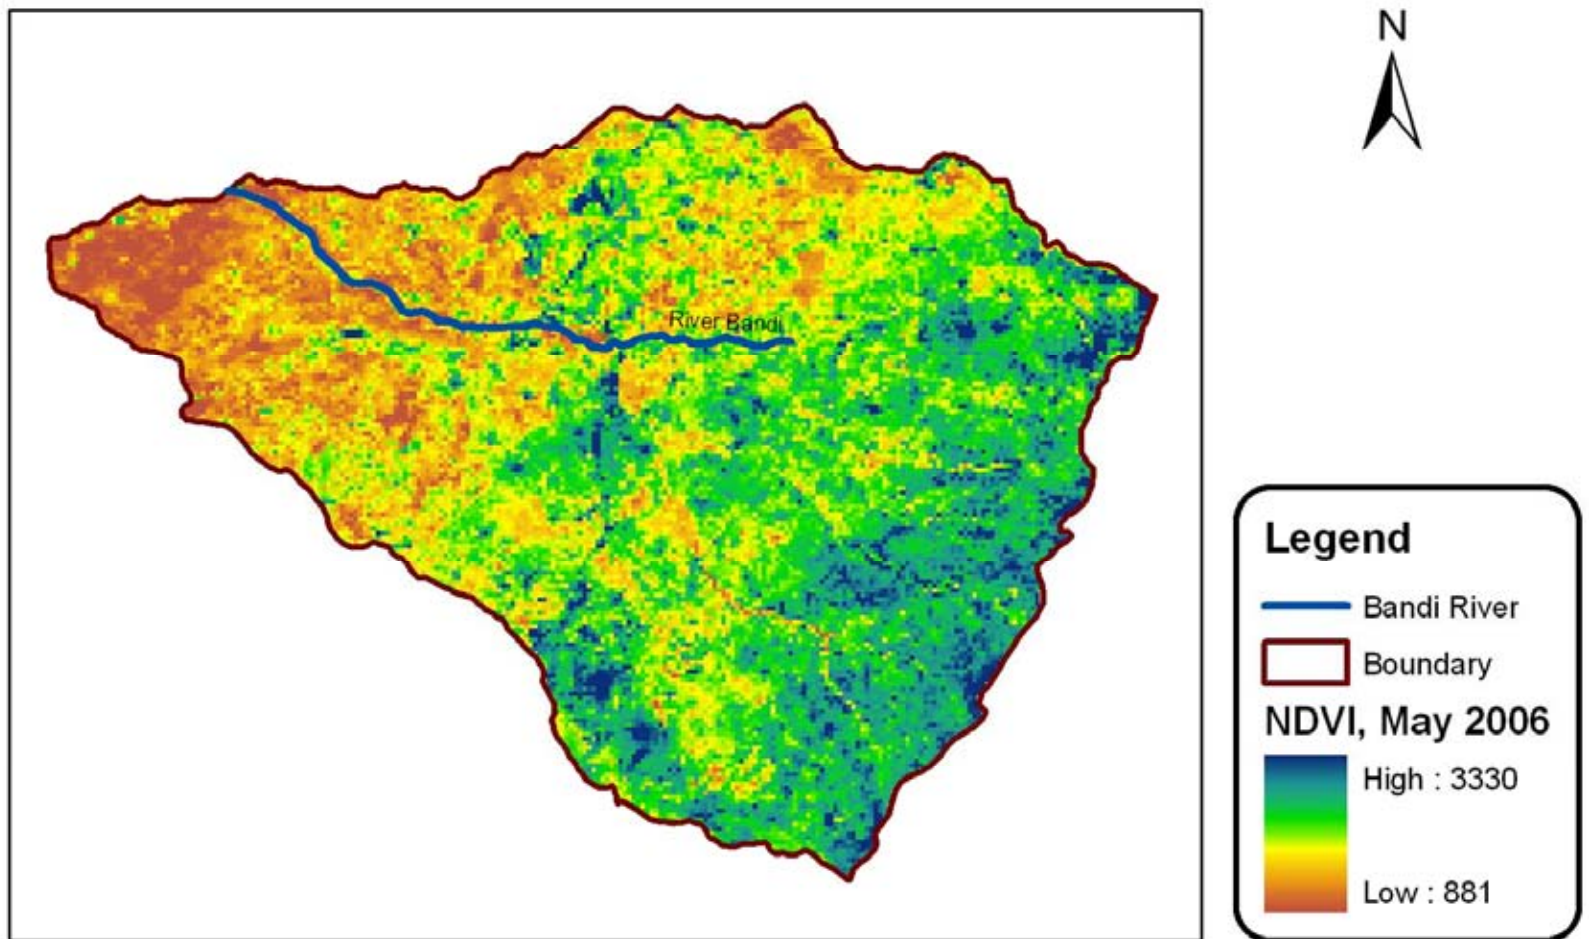 N
River Bandi
Legend
Bandi River
Boundary
NDVI, May 2006
High : 3330
Low : 881